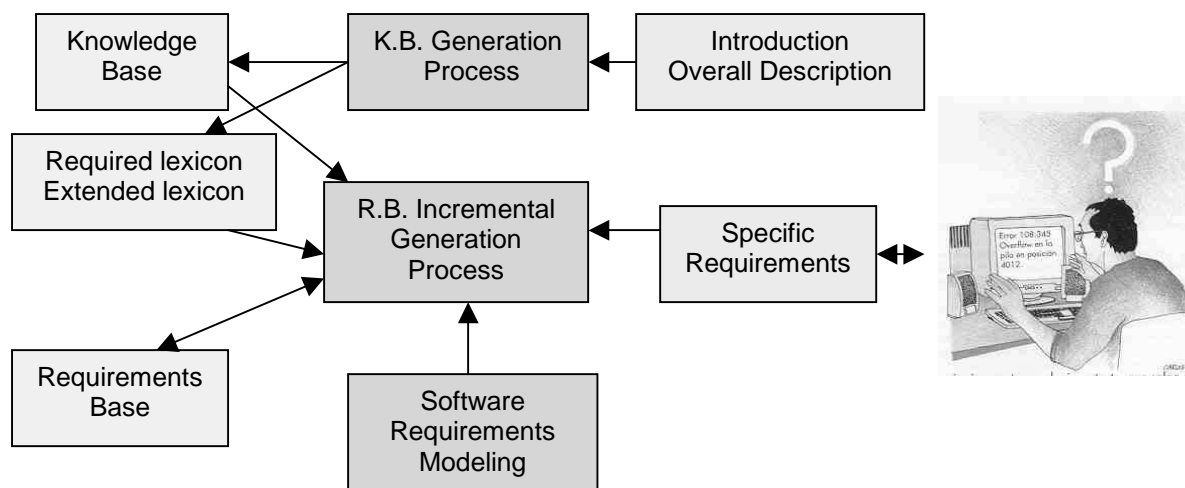 Knowledge
Base
K.B. Generation
Process
Introduction
Overall Description
Required lexicon
Extended lexicon
R.B. Incremental
Generation
Process
Specific
Requirements
?
Error 108:345
Overflow en la
pila en posición
4012.
Requirements
Base
Software
Requirements
Modeling